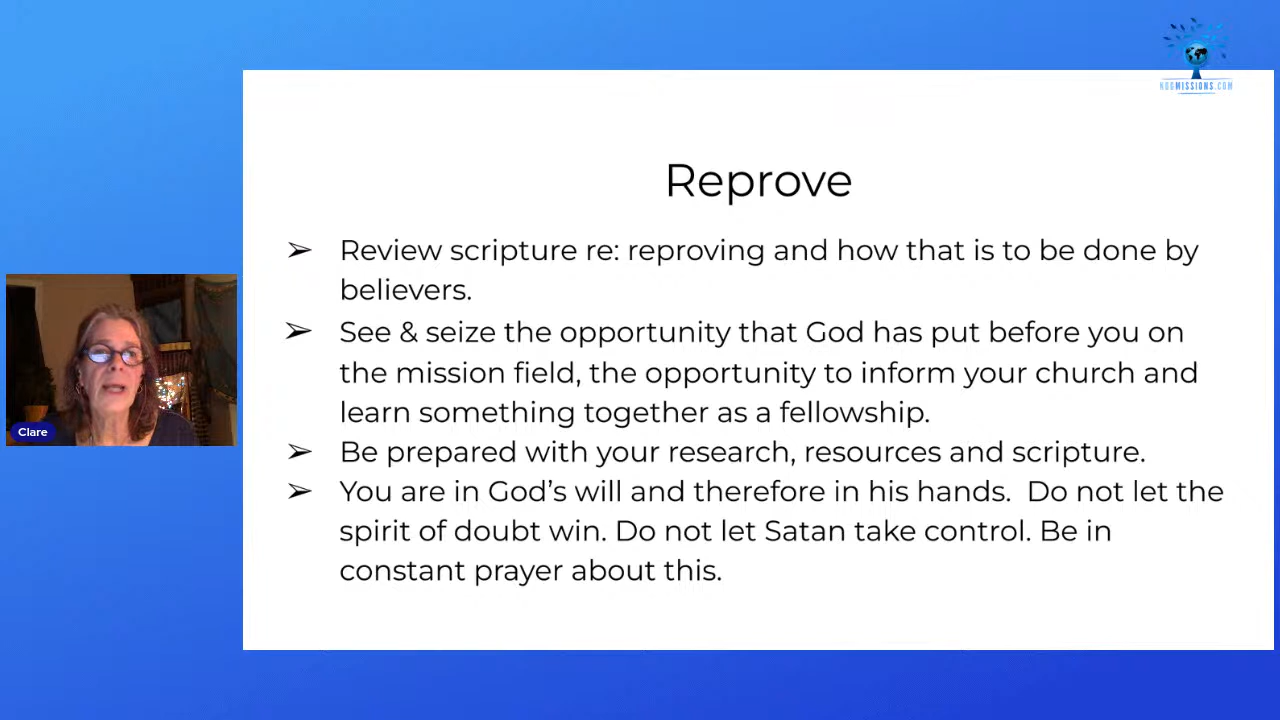 NOGMISSIONS.COM
Reprove
➢ Review scripture re: reproving and how that is to be done by
believers.
➢ See & seize the opportunity that God has put before you on
the mission field, the opportunity to inform your church and
learn something together as a fellowship.
➢ Be prepared with your research, resources and scripture.
➢ You are in God’s will and therefore in his hands.  Do not let the
spirit of doubt win. Do not let Satan take control. Be in
constant prayer about this.
Clare